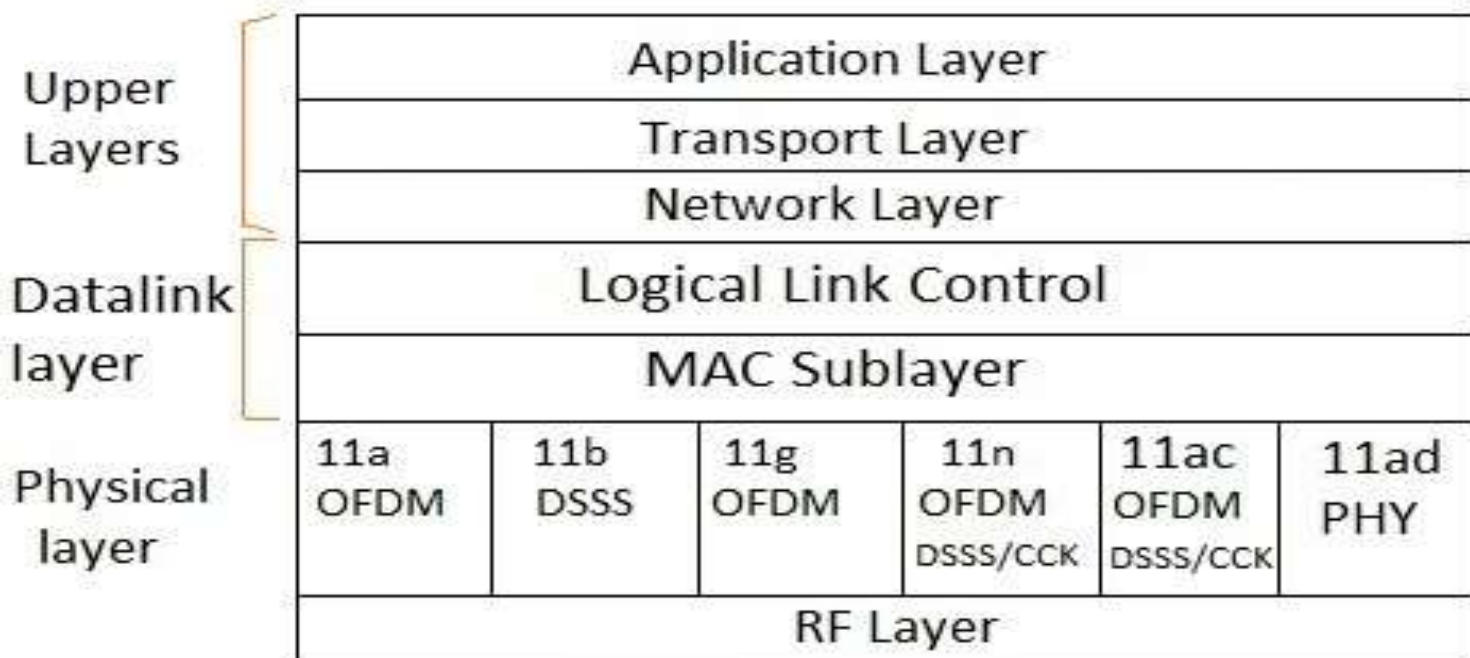 Upper
Layers
Application Layer
Transport Layer
Network Layer
Datalink
layer
Logical Link Control
MAC Sublayer
Physical
layer
11a
OFDM
11b
DSSS
11g
OFDM
11n
OFDM
DSSS/CCK
11ac
OFDM
DSSS/CCK
11ad
PHY
RF Layer